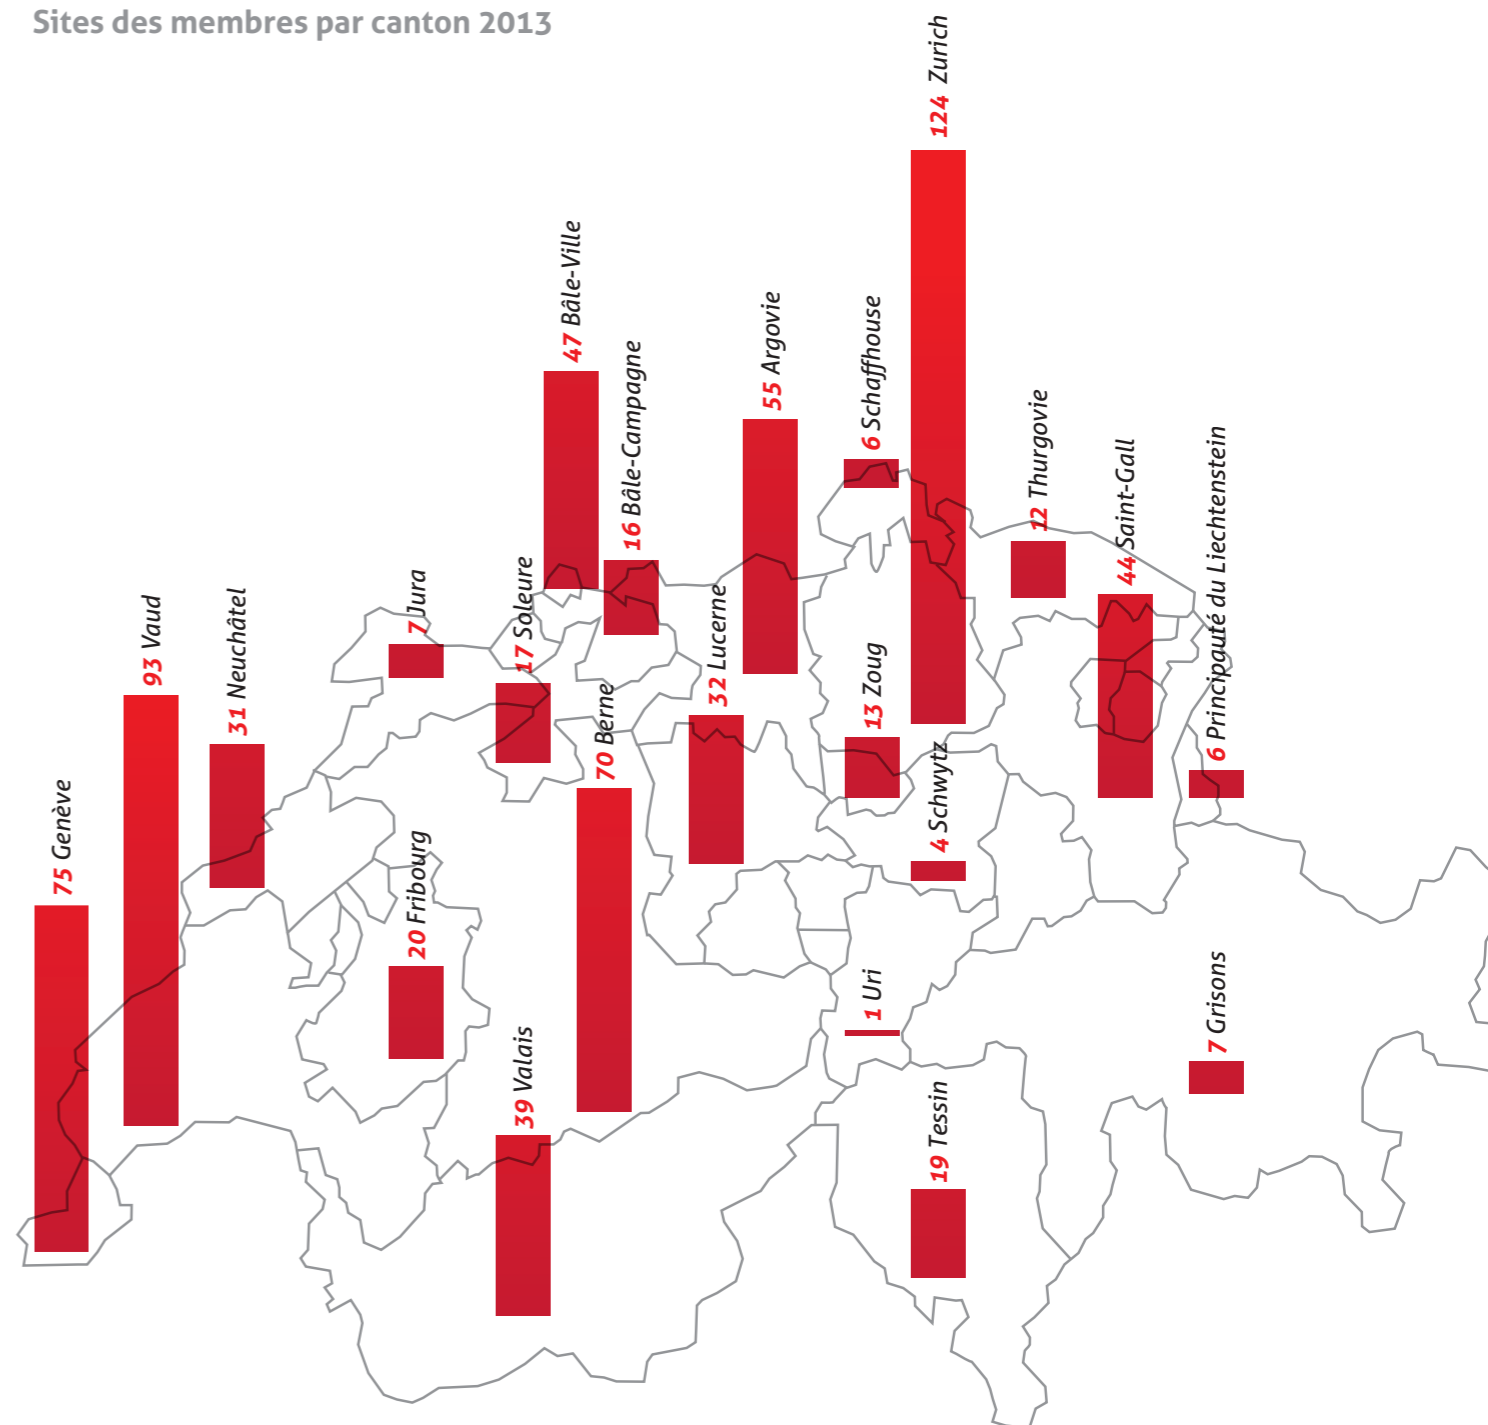 Sites des membres par canton 2013
124 Zurich
47 Bâle-Ville
55 Argovie
6 Schaffhouse
16 Bâle-Campagne
12 Thurgovie
44 Saint-Gall
6 Principauté du Liechtenstein
7 Jura
17 Soleure
32 Lucerne
93 Vaud
31 Neuchâtel
13 Zoug
70 Berne
4 Schwytz
75 Genève
20 Fribourg
1 Uri
7 Grisons
39 Valais
19 Tessin